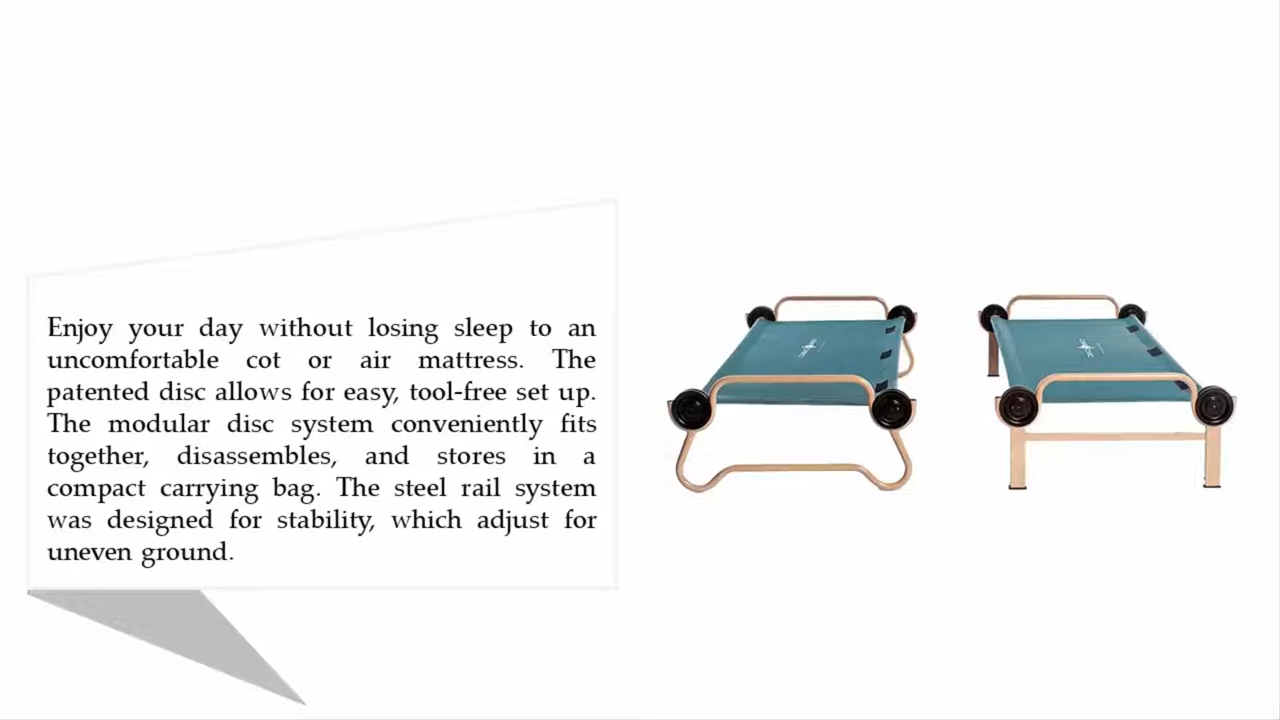 Enjoy your day without losing sleep to an
uncomfortable cot or air mattress. The
patented disc allows for easy, tool-free set up.
The modular disc system conveniently fits
together, disassembles, and stores in a
compact carrying bag. The steel rail system
was designed for stability, which adjust for
uneven ground.